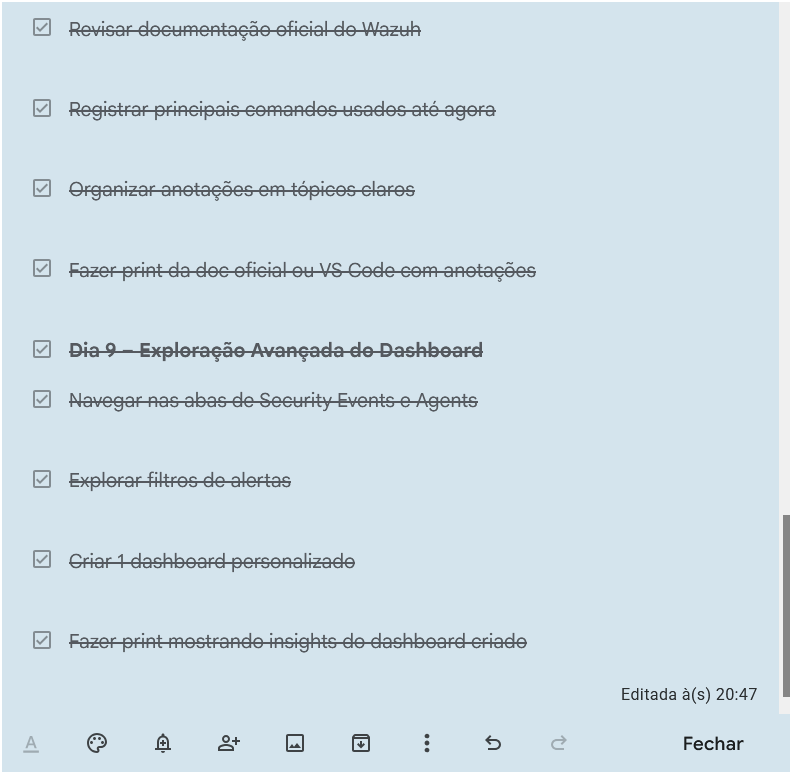 Revisar documentação oficial do Wazuh
Registrar principais comandos usados até agora
Organizar anotações em tópicos claros
Fazer print da doc oficial ou VS Code com anotações
Dia 9 – Exploração Avançada do Dashboard
Navegar nas abas de Security Events e Agents
Explorar filtros de alertas
Criar 1 dashboard personalizado
Fazer print mostrando insights do dashboard criado
Editada à(s) 20:47
A
Fechar